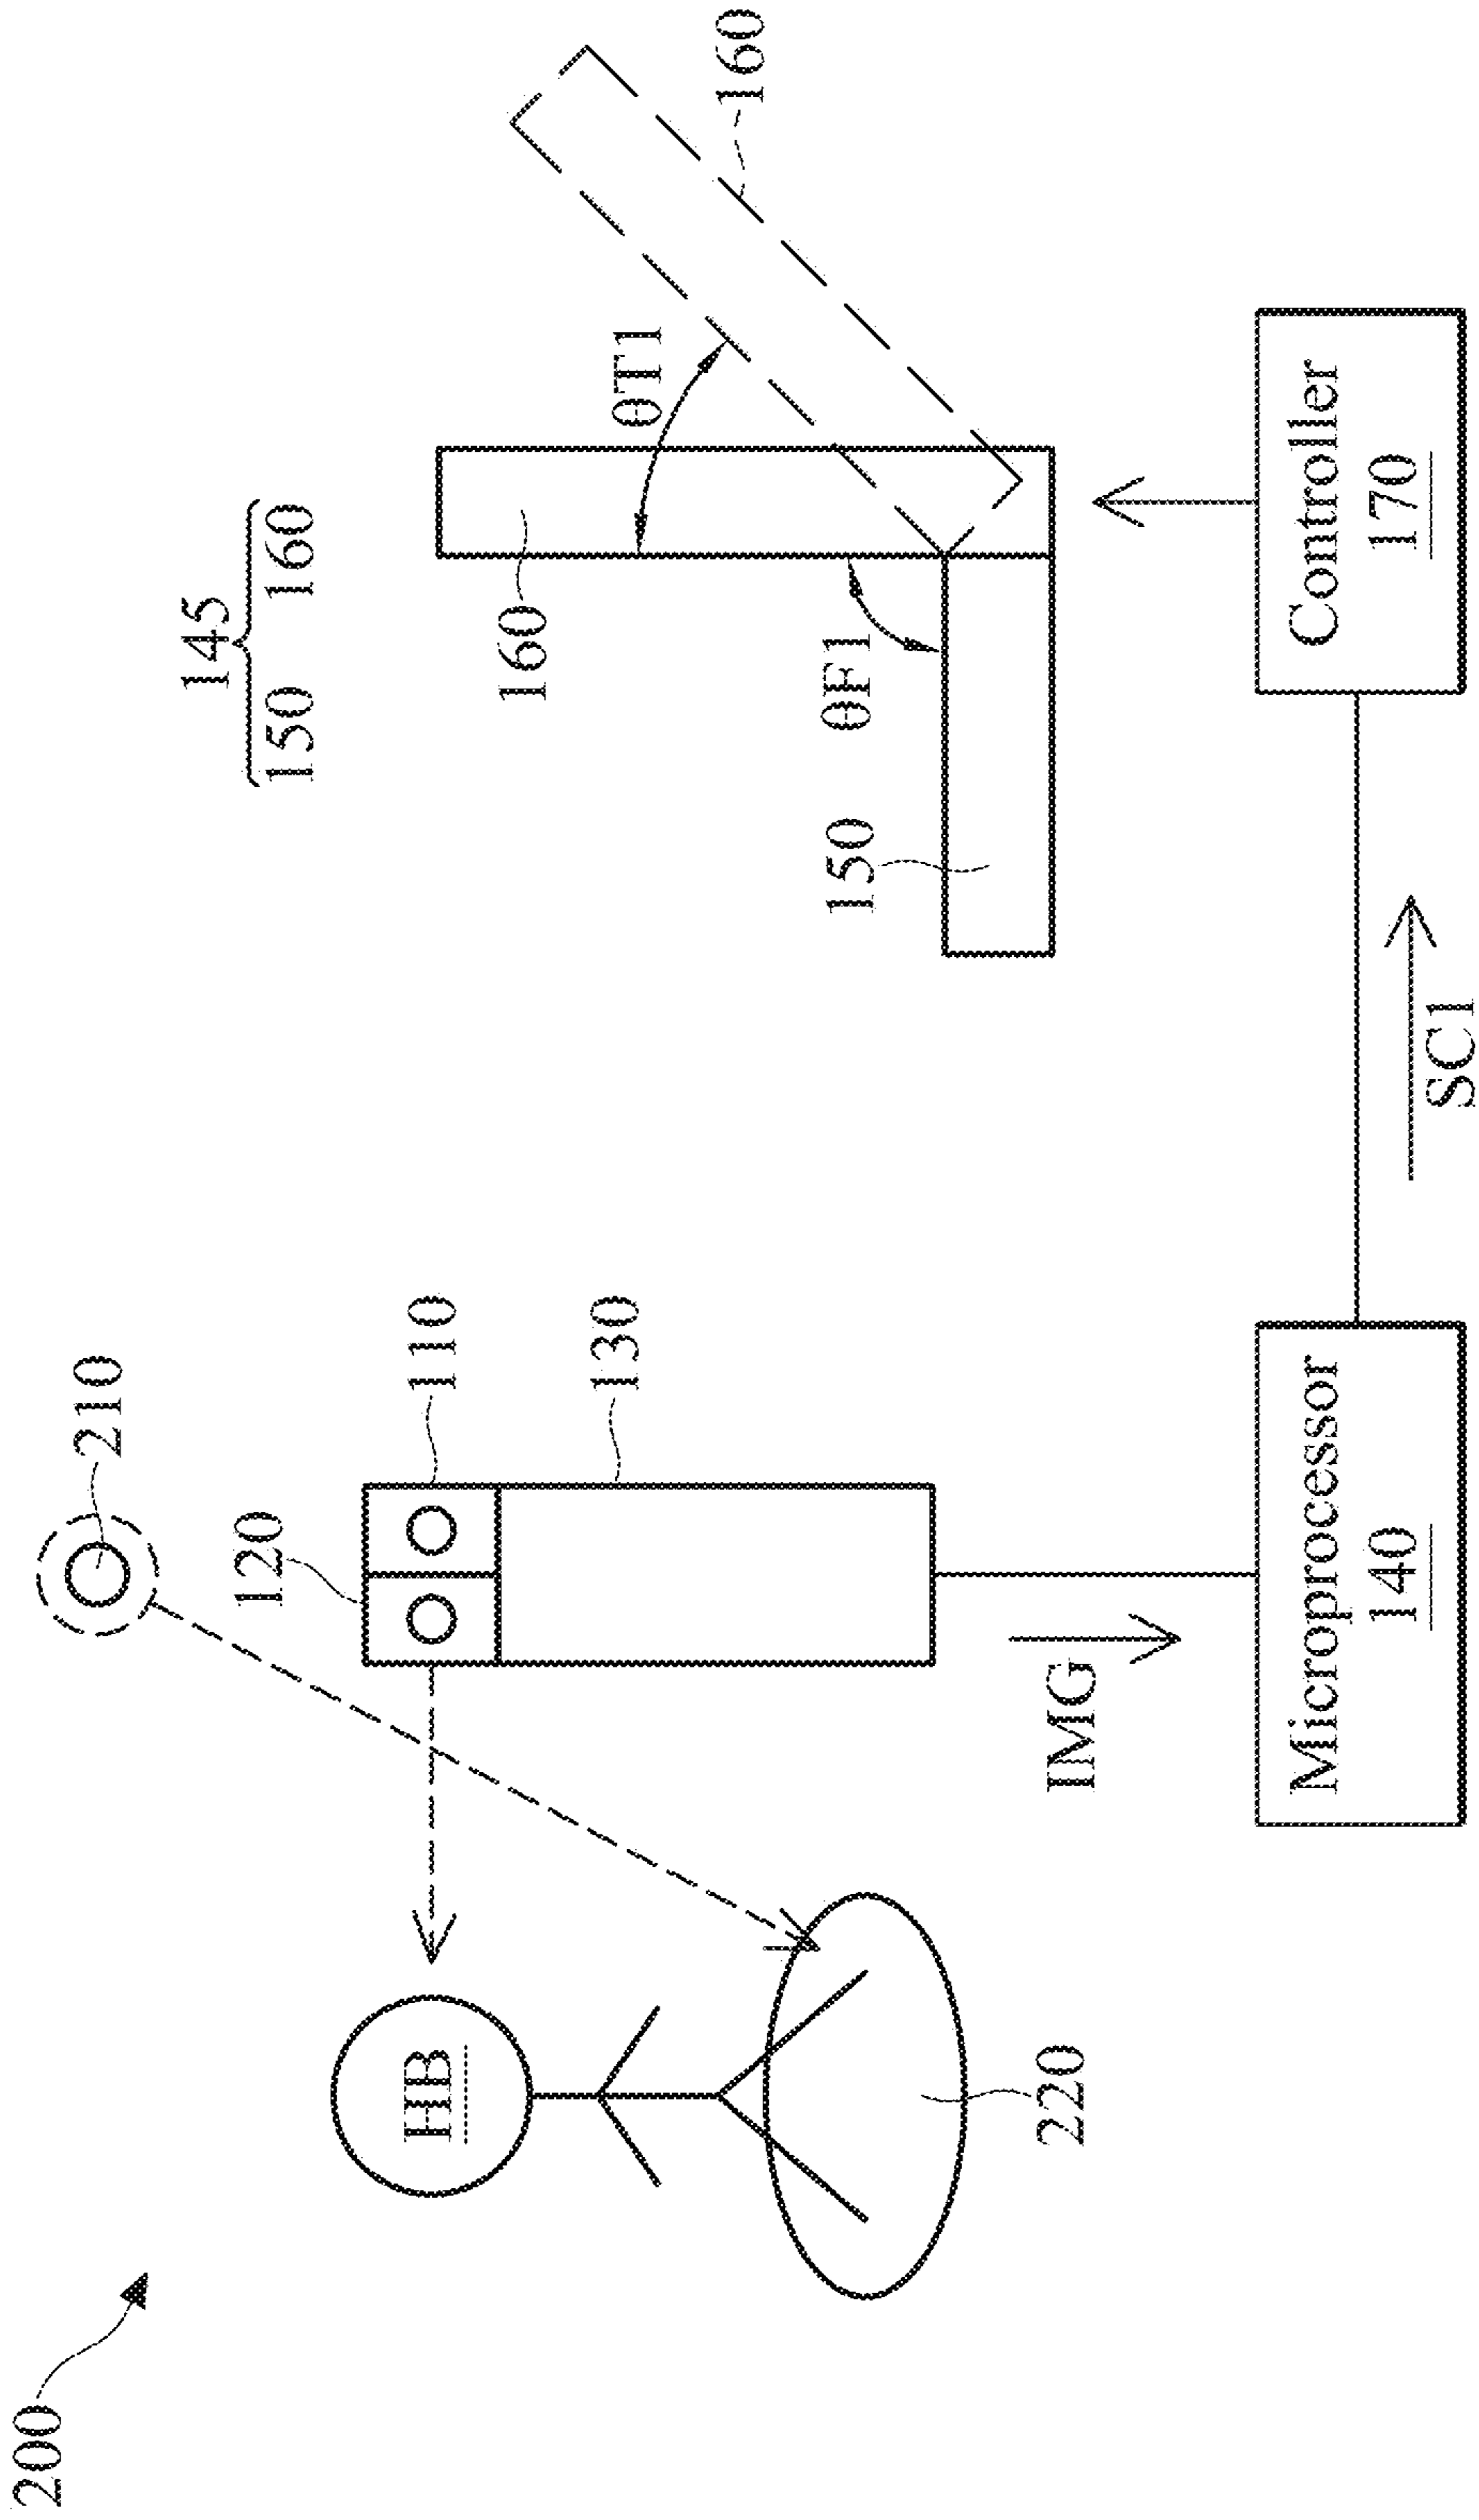 200
210
145
120
150 160
HB
110
160
130
θT1
160
150
θF1
220
IMG
Microprocessor
140
Controller
170
SC1